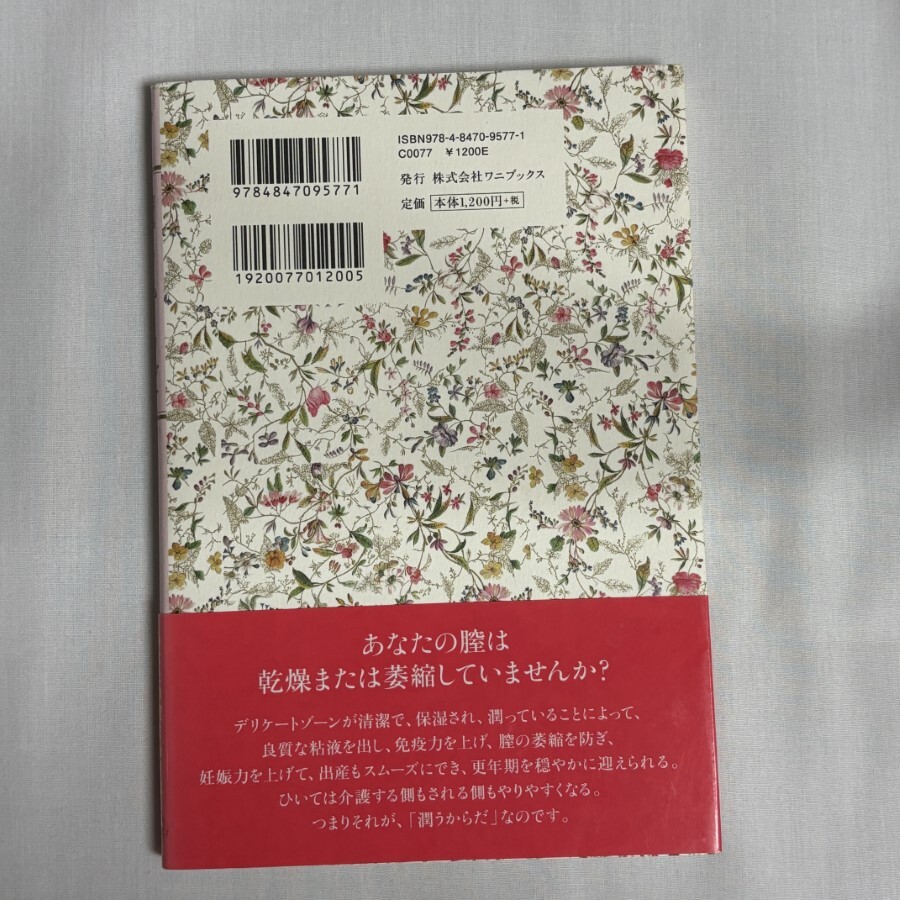 ISBN978-4-8470-9577-1
C0077 ¥1200E
9784847095771
発行 株式会社ワニブックス
定価 本体1,200円+税
1920077012005
あなたの膣は
乾燥または萎縮していませんか?
デリケートゾーンが清潔で、保湿され、潤っていることによって、
良質な粘液を出し、免疫力を上げ、膣の萎縮を防ぎ、
妊娠力を上げて、出産もスムーズにでき、更年期を穏やかに迎えられる。
ひいては介護する側もされる側もやりやすくなる。
つまりそれが、「潤うからだ」なのです。